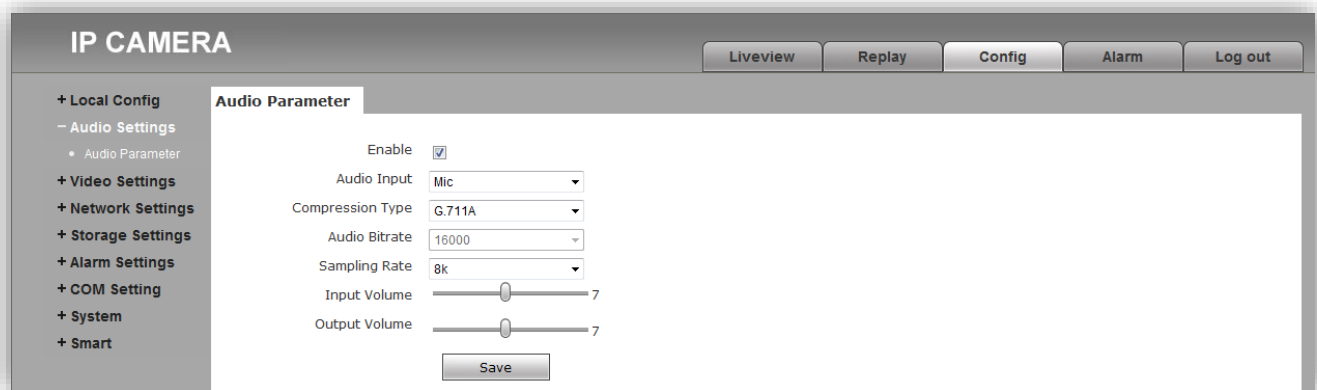 IP CAMERA
Liveview Replay Config Alarm Log out
+ Local Config
− Audio Settings
• Audio Parameter
+ Video Settings
+ Network Settings
+ Storage Settings
+ Alarm Settings
+ COM Setting
+ System
+ Smart
Audio Parameter
Enable
Audio Input Mic
Compression Type G.711A
Audio Bitrate 16000
Sampling Rate 8k
Input Volume 7
Output Volume 7
Save